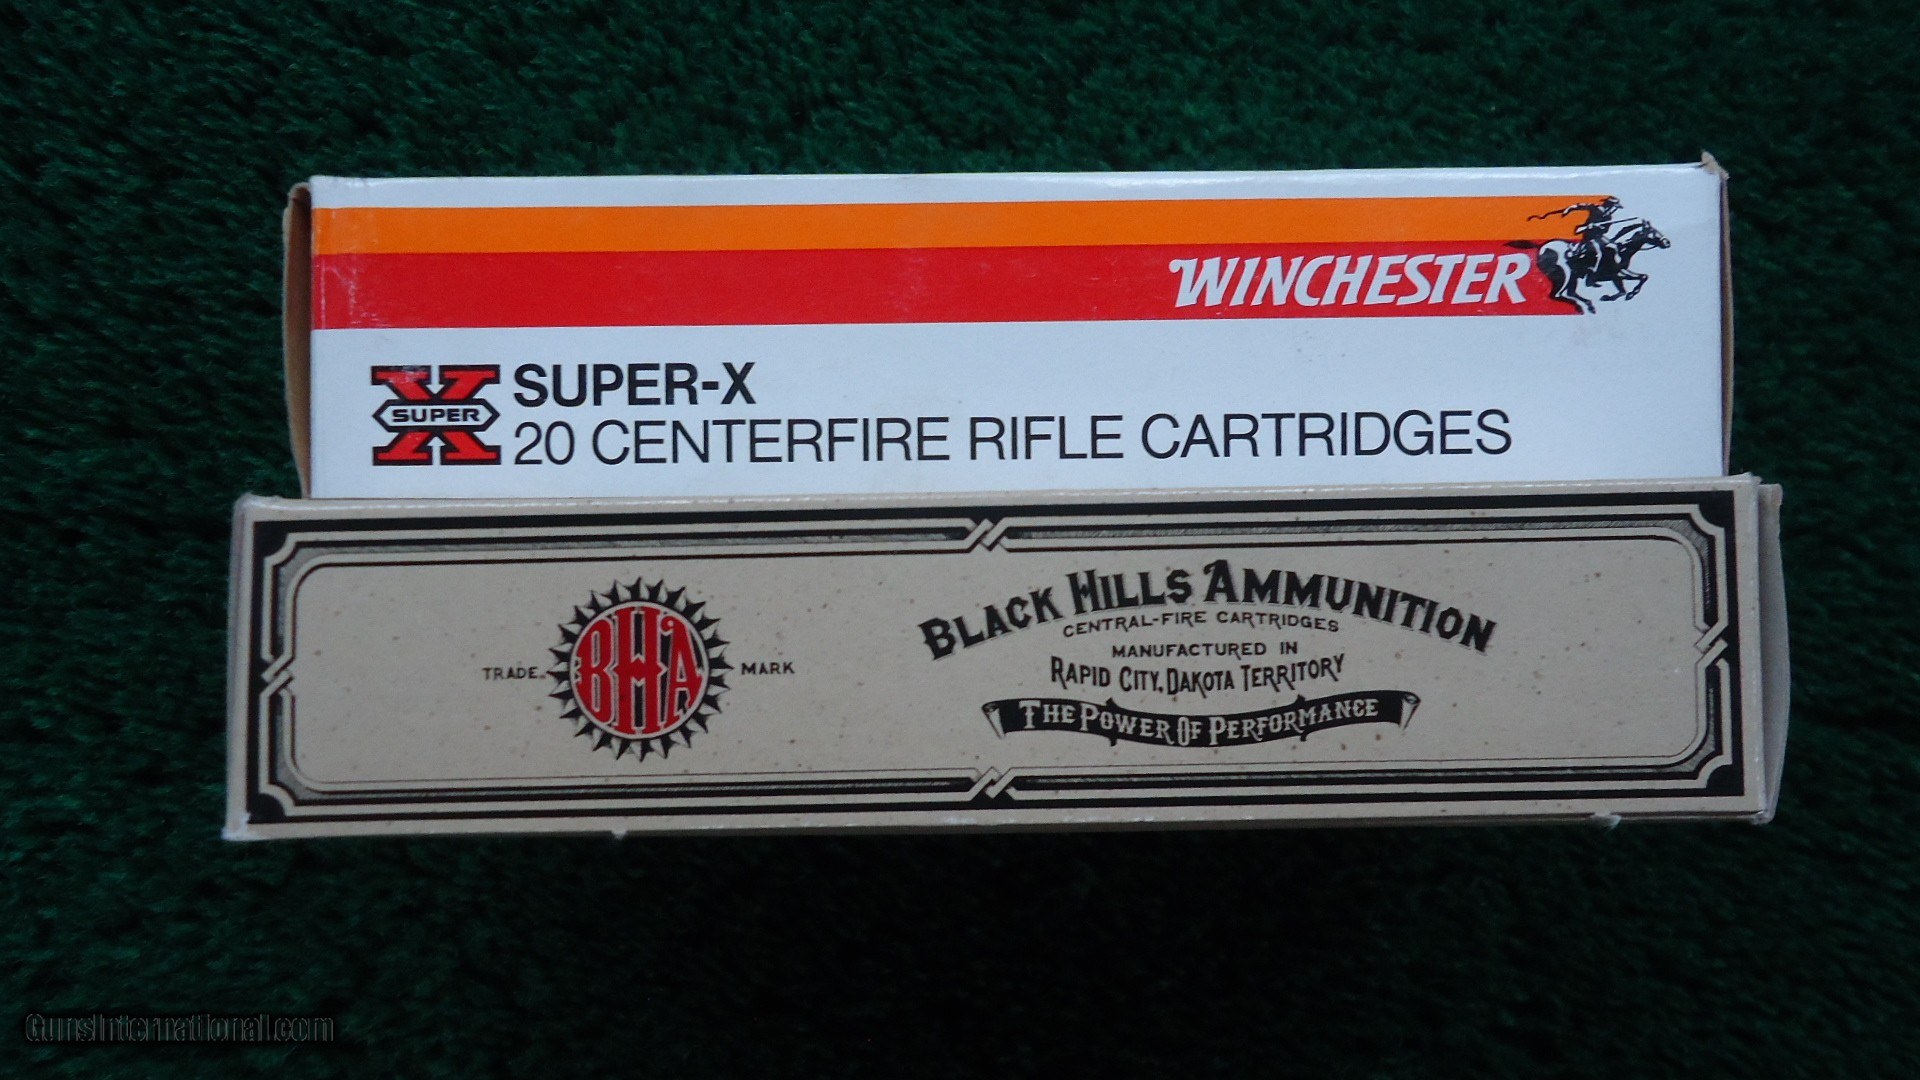 WINCHESTER
SUPER
SUPER-X
20 CENTERFIRE RIFLE CARTRIDGES
TRADE BHA MARK
BLACK HILLS AMMUNITION
CENTRAL-FIRE CARTRIDGES
MANUFACTURED IN
RAPID CITY, DAKOTA TERRITORY
THE POWER OF PERFORMANCE
GunsInternational.com